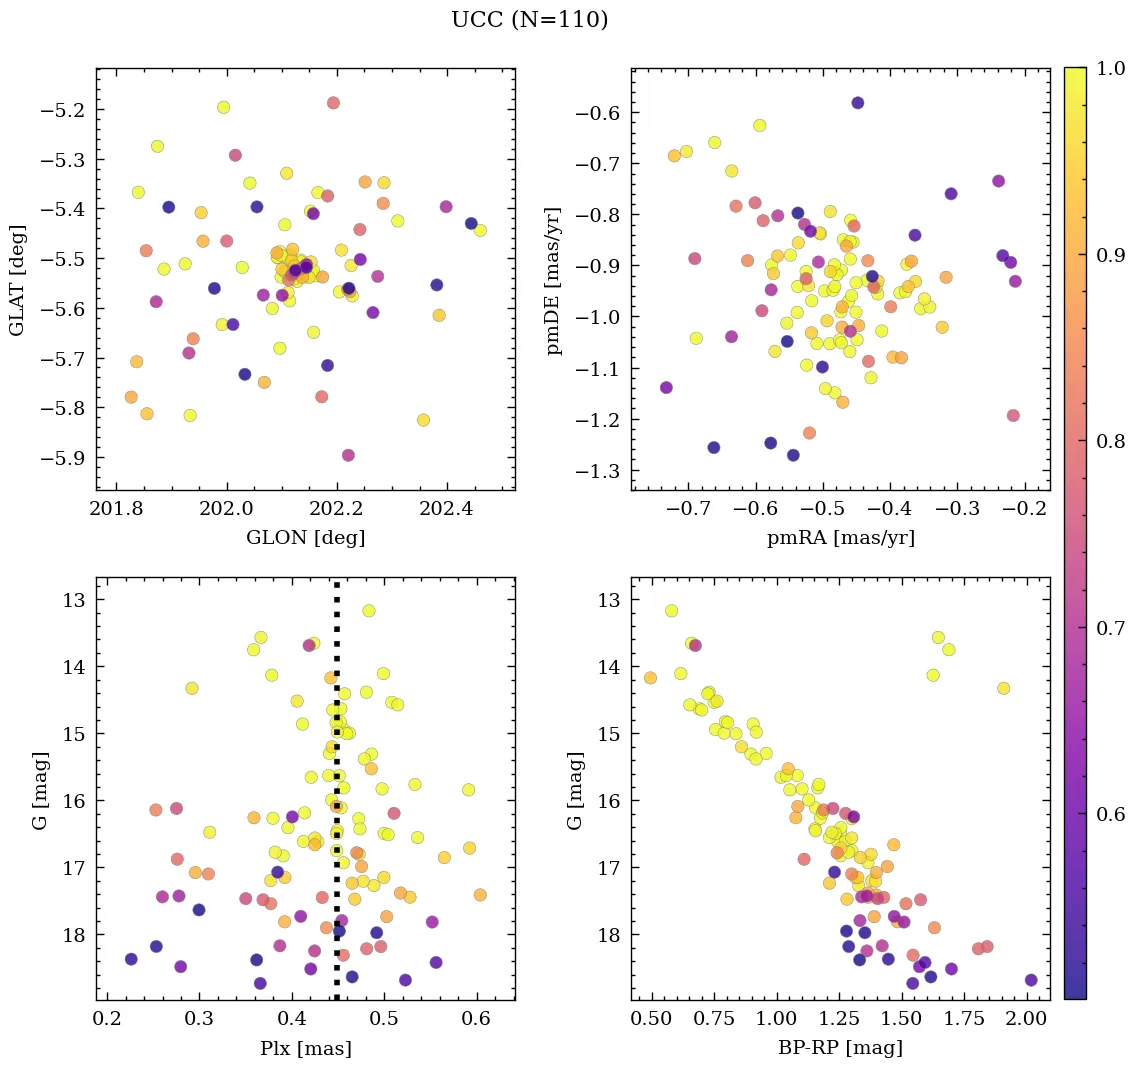 UCC (N=110)
−5.2
−5.3
−5.4
−5.5
−5.6
−5.7
−5.8
−5.9
GLAT [deg]
201.8 202.0 202.2 202.4
GLON [deg]
−0.6
−0.7
−0.8
−0.9
−1.0
−1.1
−1.2
−1.3
pmDE [mas/yr]
−0.7 −0.6 −0.5 −0.4 −0.3 −0.2
pmRA [mas/yr]
13
14
15
16
17
18
G [mag]
0.2 0.3 0.4 0.5 0.6
Plx [mas]
13
14
15
16
17
18
G [mag]
0.50 0.75 1.00 1.25 1.50 1.75 2.00
BP-RP [mag]
1.0
0.9
0.8
0.7
0.6